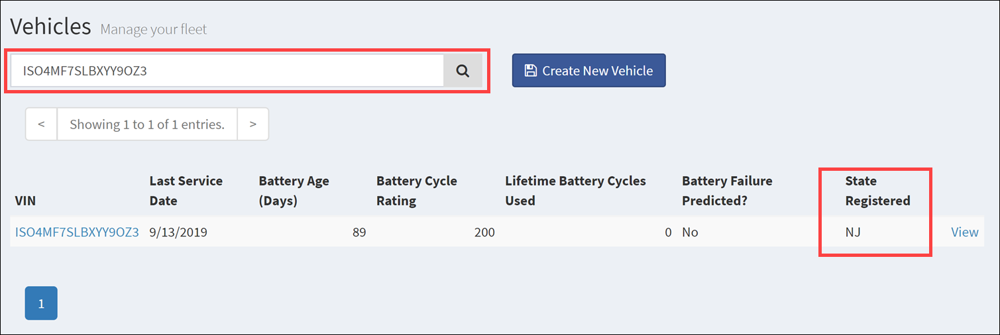 Vehicles Manage your fleet
ISO4MF7SLBXYY9OZ3
Create New Vehicle
< Showing 1 to 1 of 1 entries. >
VIN Last Service Date Battery Age (Days) Battery Cycle Rating Lifetime Battery Cycles Used Battery Failure Predicted? State Registered
ISO4MF7SLBXYY9OZ3 9/13/2019 89 200 0 No NJ View
1